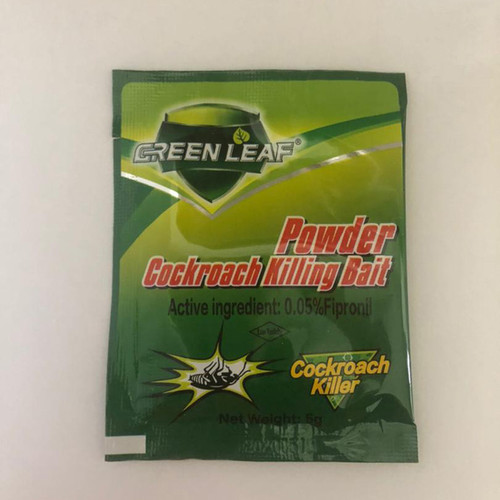 GREEN LEAF®
Powder
Cockroach Killing Bait
Active ingredient: 0.05%Fipronil
Cockroach
Killer
Net Weight: 5g